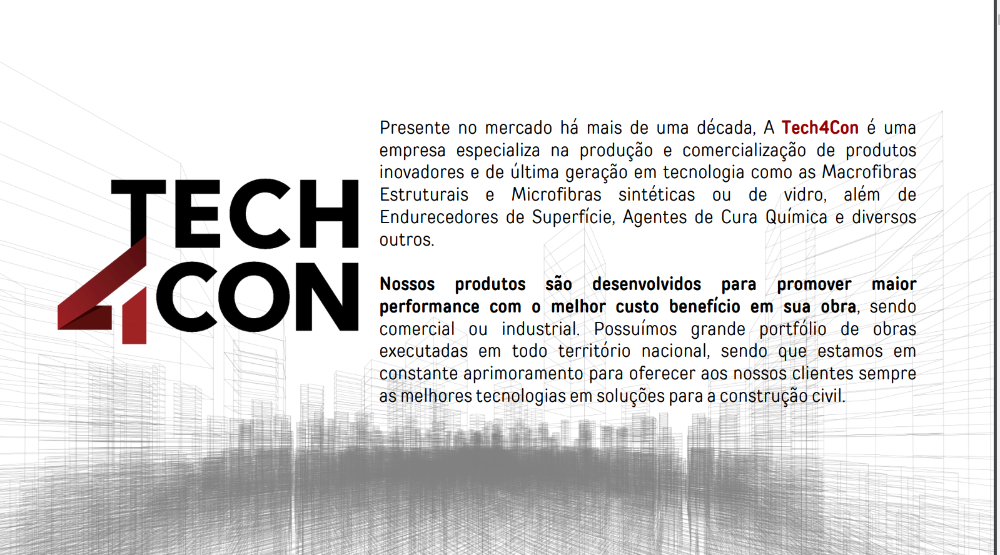 TECH
4CON
Presente no mercado há mais de uma década, A Tech4Con é uma
empresa especializa na produção e comercialização de produtos
inovadores e de última geração em tecnologia como as Macrofibras
Estruturais e Microfibras sintéticas ou de vidro, além de
Endurecedores de Superfície, Agentes de Cura Química e diversos
outros.
Nossos produtos são desenvolvidos para promover maior
performance com o melhor custo benefício em sua obra, sendo
comercial ou industrial. Possuímos grande portfólio de obras
executadas em todo território nacional, sendo que estamos em
constante aprimoramento para oferecer aos nossos clientes sempre
as melhores tecnologias em soluções para a construção civil.